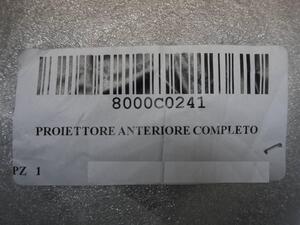 8000C0241
PROIETTORE ANTERIORE COMPLETO
PZ 1